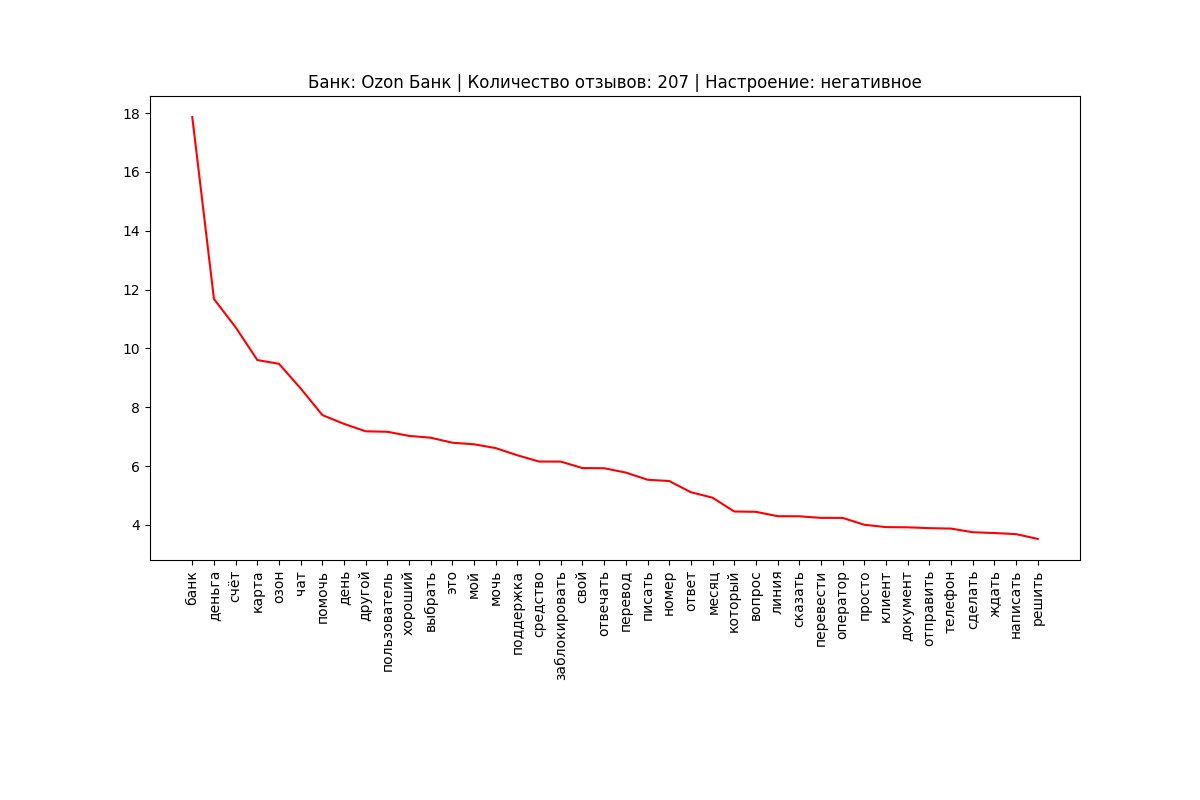 Банк: Ozon Банк | Количество отзывов: 207 | Настроение: негативное
18
16
14
12
10
8
6
4
банк
деньга
счёт
карта
озон
чат
помочь
день
другой
пользователь
хороший
выбрать
это
мой
мочь
поддержка
средство
заблокировать
свой
отвечать
перевод
писать
номер
ответ
месяц
который
вопрос
линия
сказать
перевести
оператор
просто
клиент
документ
отправить
телефон
сделать
ждать
написать
решить